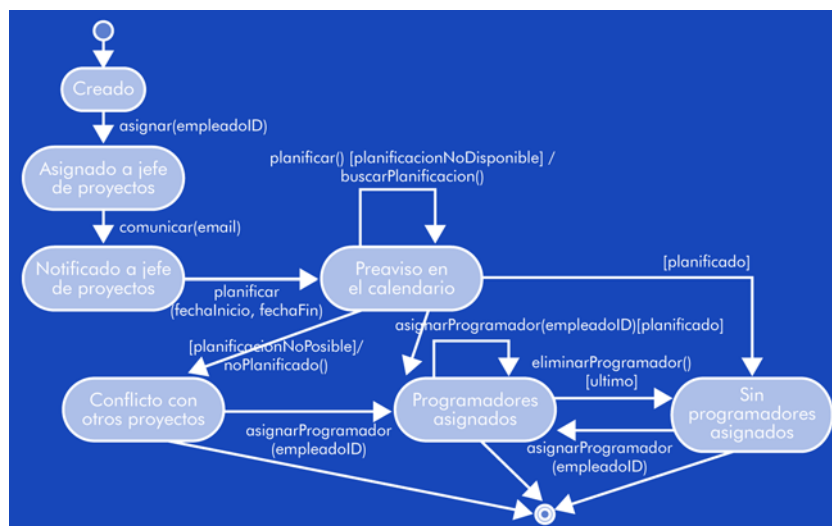 Creado
asignar(empleadoID)
Asignado a jefe
de proyectos
planificar() [planificacionNoDisponible] /
buscarPlanificacion()
comunicar(email)
Notificado a jefe
de proyectos
Preaviso en
el calendario
[planificado]
planificar
(fechaInicio, fechaFin)
asignarProgramador(empleadoID)[planificado]
[planificacionNoPosible]/
noPlanificado()
eliminarProgramador()
[ultimo]
Conflicto con
otros proyectos
Programadores
asignados
Sin
programadores
asignados
asignarProgramador
(empleadoID)
asignarProgramador
(empleadoID)